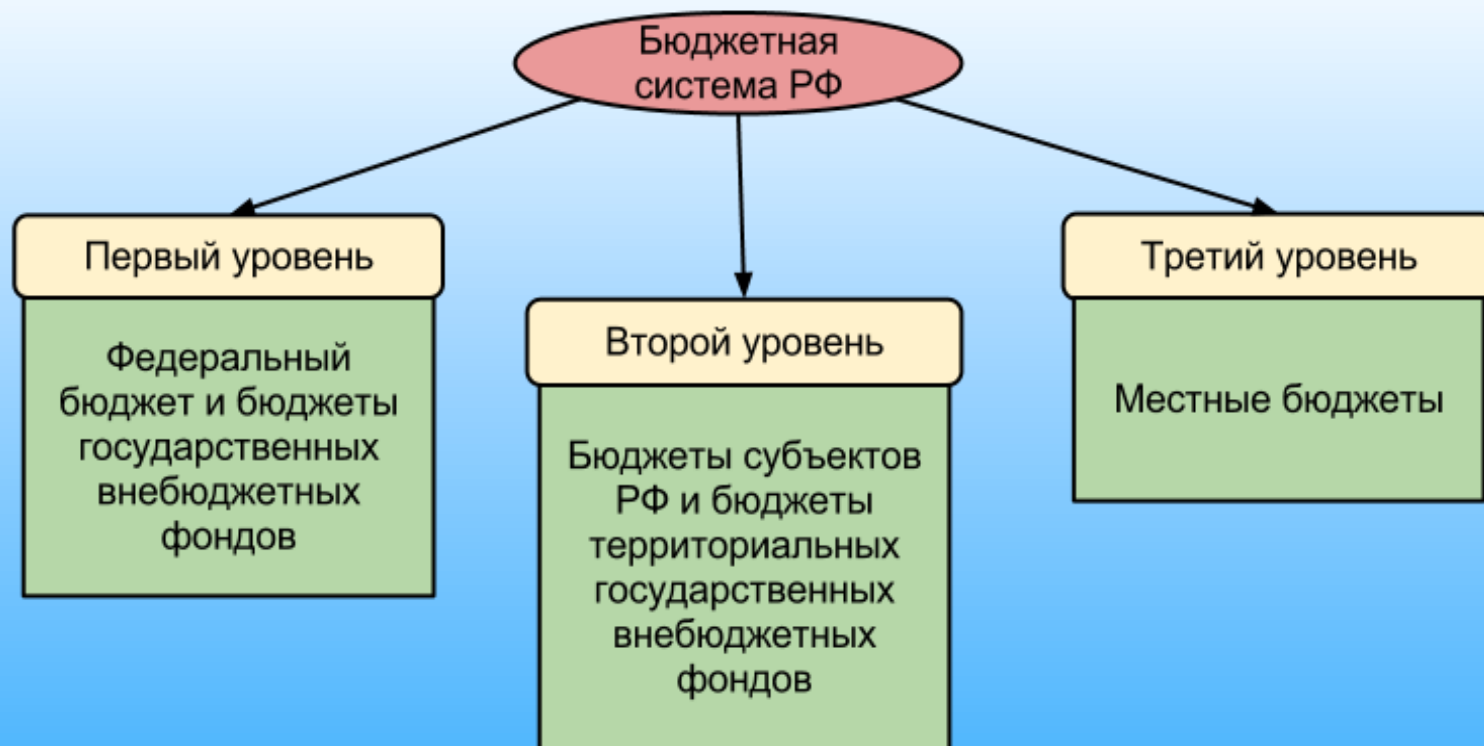 Бюджетная
система РФ
Первый уровень
Федеральный
бюджет и бюджеты
государственных
внебюджетных
фондов
Второй уровень
Бюджеты субъектов
РФ и бюджеты
территориальных
государственных
внебюджетных
фондов
Третий уровень
Местные бюджеты